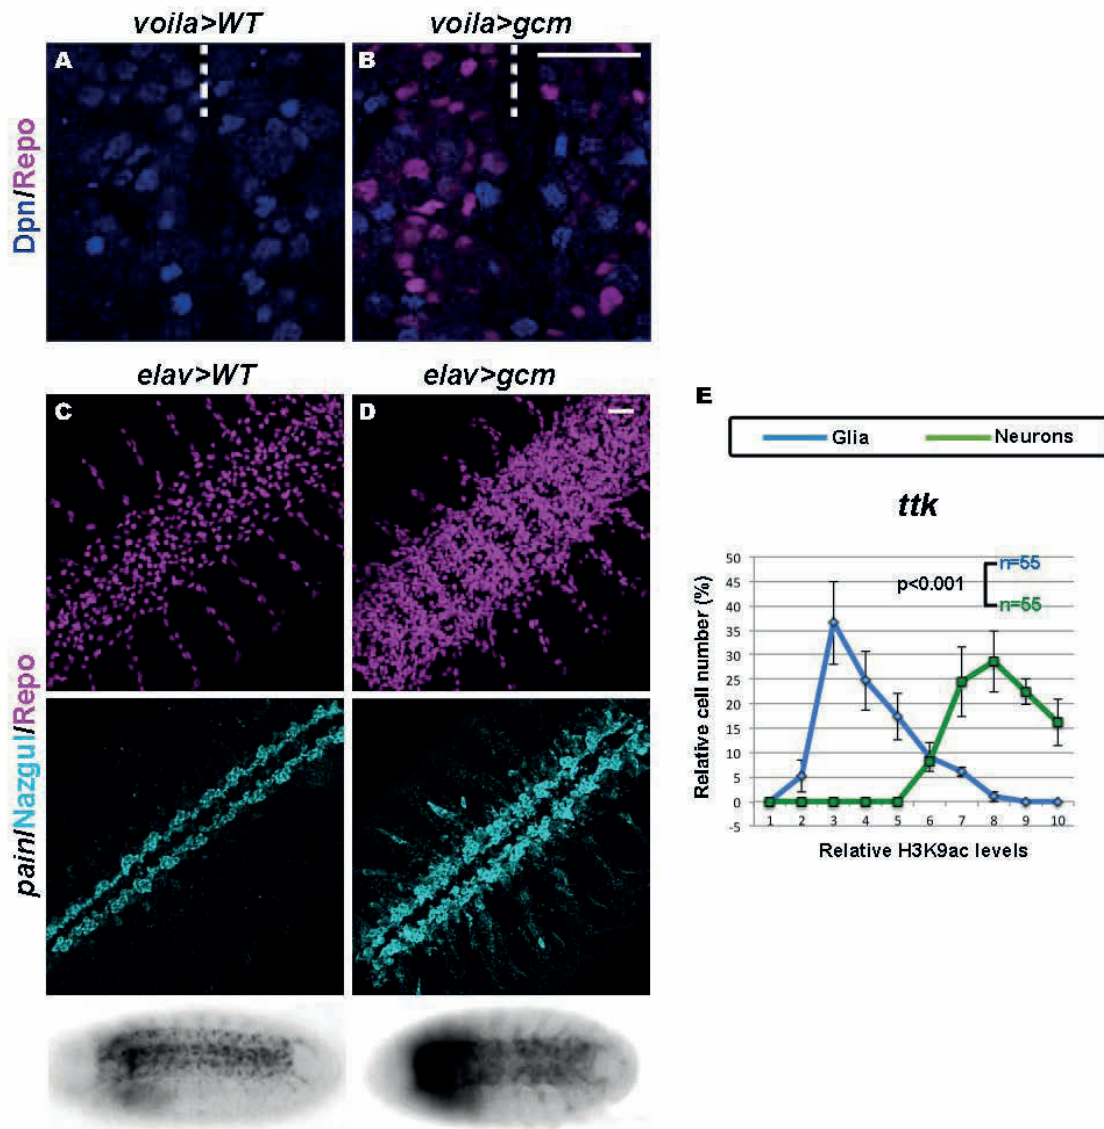 voila>WT
voila>gcm
A
B
Dpn/Repo
elav>WT
elav>gcm
C
D
pain/Nazgul/Repo
E
Glia
Neurons
ttk
50
45
40
35
30
25
20
15
10
5
0
-5
Relative cell number (%)
p<0.001
n=55
n=55
1 2 3 4 5 6 7 8 9 10
Relative H3K9ac levels